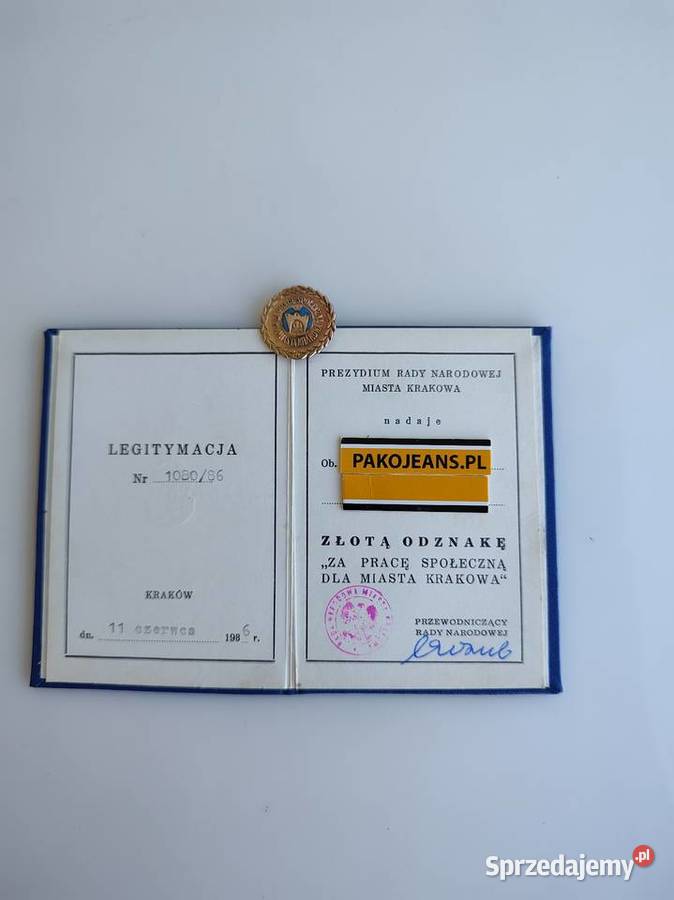 LEGITYMACJA
Nr 1080/86
KRAKÓW
dn. 11 czerwca 1986 r.
PREZYDIUM RADY NARODOWEJ
MIASTA KRAKOWA
nadaje
Ob. PAKOJEANS.PL
ZŁOTĄ ODZNAKĘ
„ZA PRACĘ SPOŁECZNĄ
DLA MIASTA KRAKOWA“
PRZEWODNICZĄCY
RADY NARODOWEJ
Sprzedajemy.pl